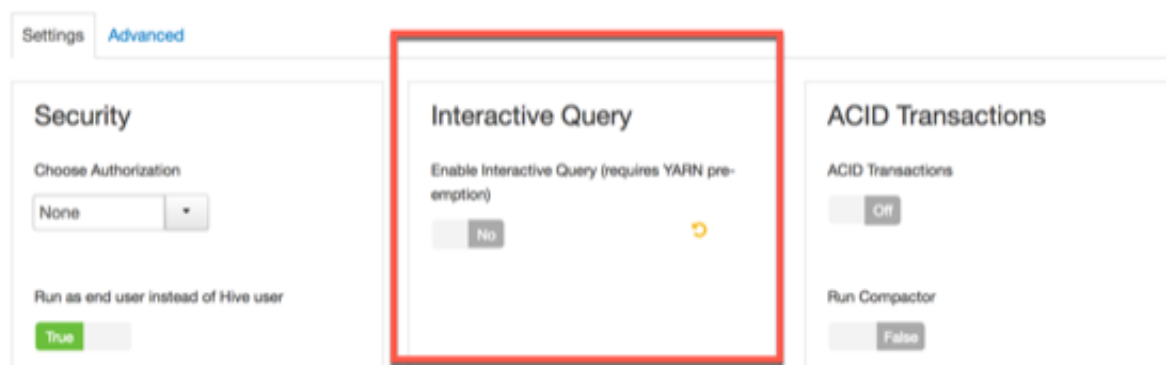 Settings
Advanced
Security
Choose Authorization
None
Run as end user instead of Hive user
True
Interactive Query
Enable Interactive Query (requires YARN pre-
emption)
No
ACID Transactions
ACID Transactions
Off
Run Compactor
False